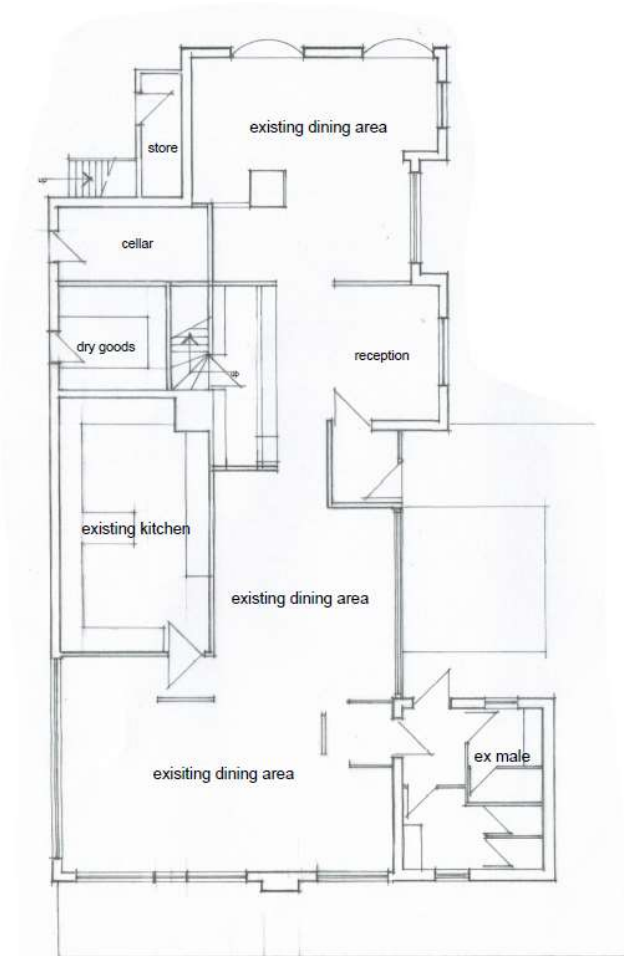 existing dining area
store
cellar
dry goods
reception
existing kitchen
existing dining area
ex male
exisiting dining area